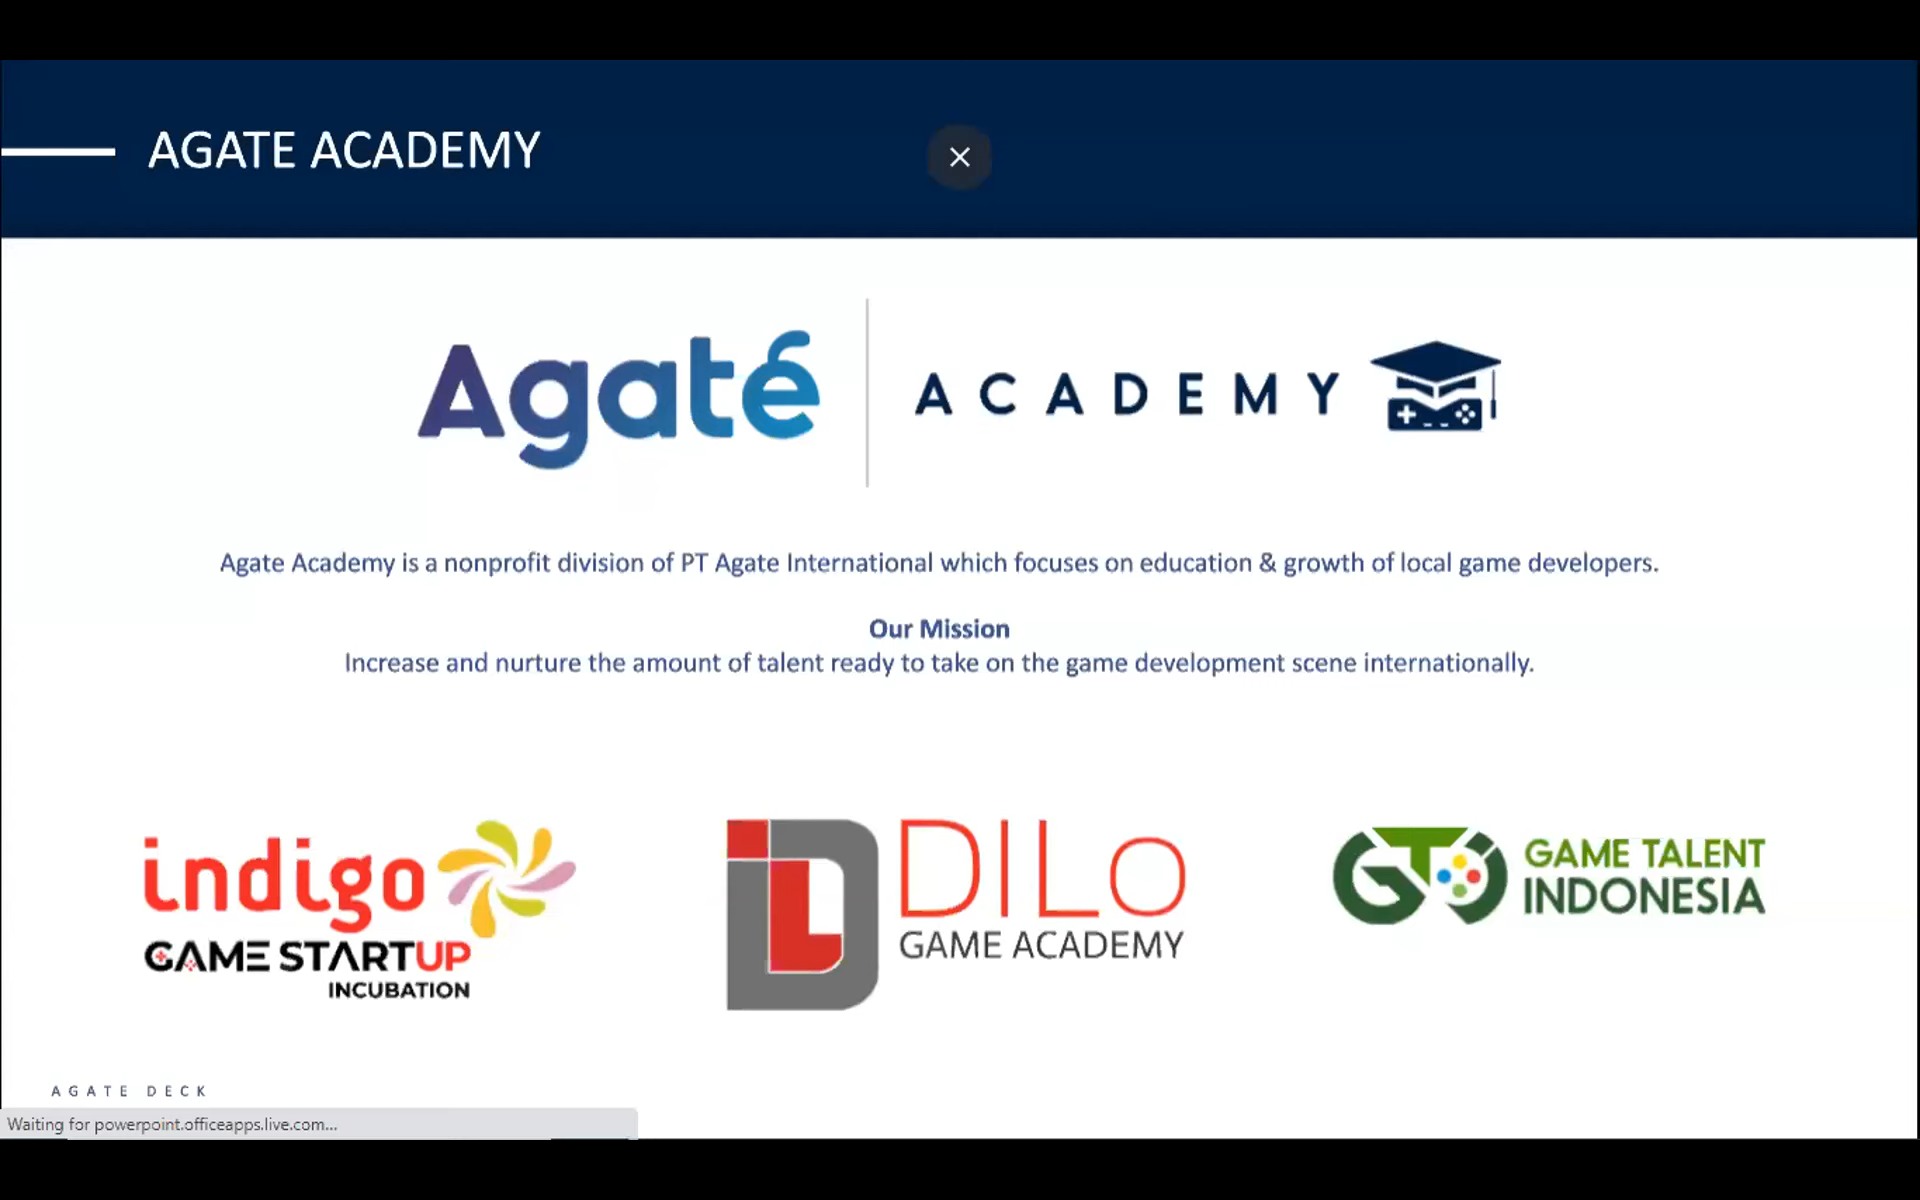 AGATE ACADEMY
Agaté
ACADEMY
Agate Academy is a nonprofit division of PT Agate International which focuses on education & growth of local game developers.
Our Mission
Increase and nurture the amount of talent ready to take on the game development scene internationally.
indigo
GAME STARTUP
INCUBATION
DILo
GAME ACADEMY
GTI
GAME TALENT
INDONESIA
AGATE DECK
Waiting for powerpoint.officeapps.live.com...